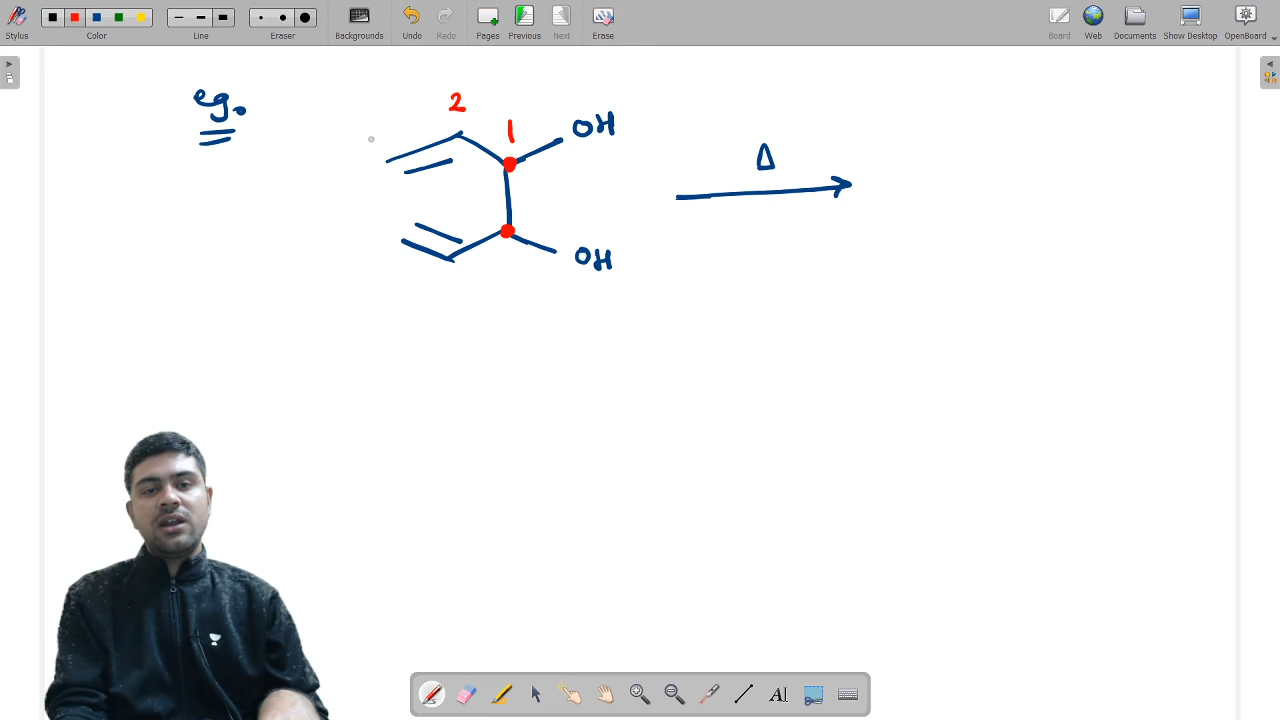 Stylus Color Line Eraser Backgrounds Undo Redo Pages Previous Next Erase Board Web Documents Show Desktop OpenBoard
eg.
2
1
OH
Δ
OH
AI